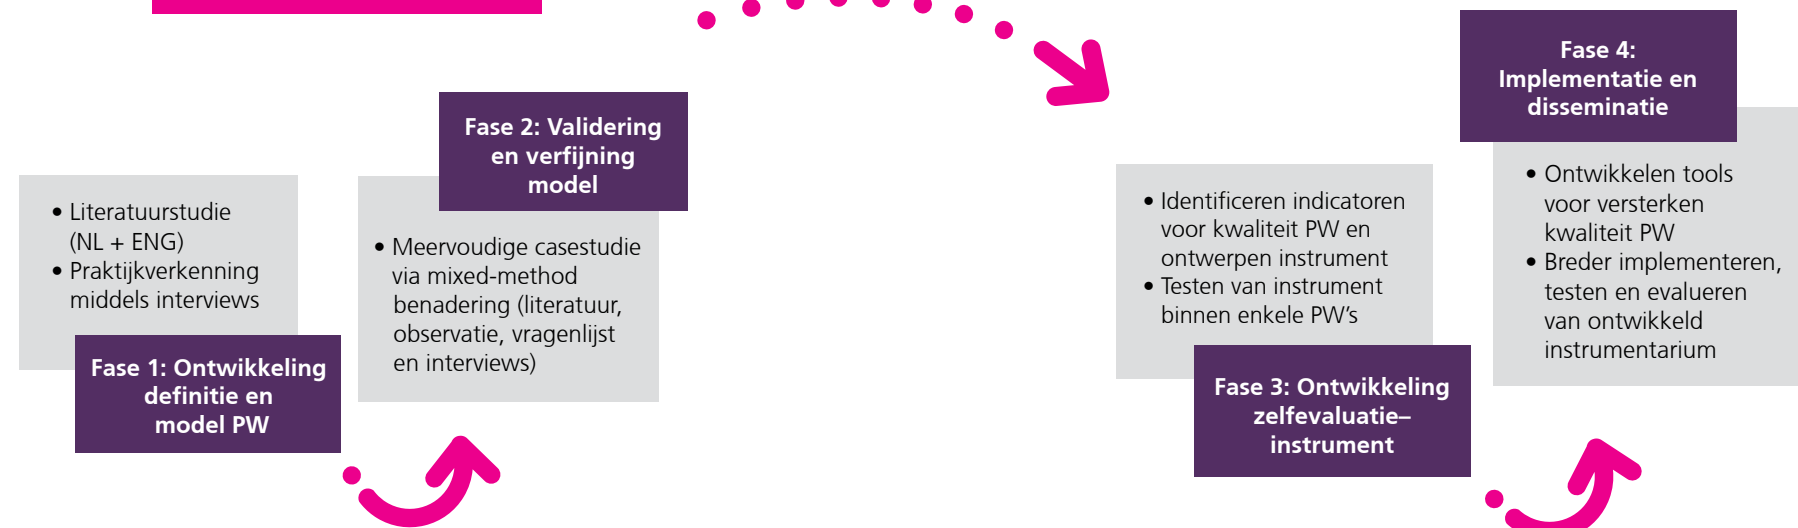 • Literatuurstudie
(NL + ENG)
• Praktijkverkenning
middels interviews
Fase 1: Ontwikkeling
definitie en
model PW
Fase 2: Validering
en verfijning
model
• Meervoudige casestudie
via mixed-method
benadering (literatuur,
observatie, vragenlijst
en interviews)
• Identificeren indicatoren
voor kwaliteit PW en
ontwerpen instrument
• Testen van instrument
binnen enkele PW’s
Fase 3: Ontwikkeling
zelfevaluatie–
instrument
Fase 4:
Implementatie en
disseminatie
• Ontwikkelen tools
voor versterken
kwaliteit PW
• Breder implementeren,
testen en evalueren
van ontwikkeld
instrumentarium